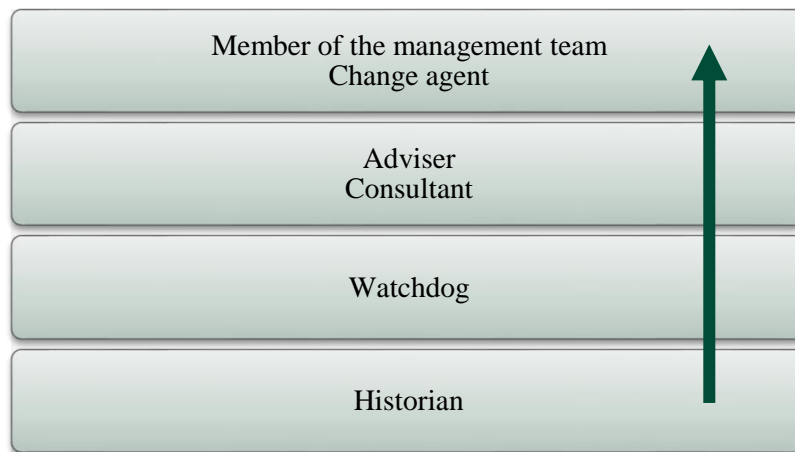 Member of the management team
Change agent
Adviser
Consultant
Watchdog
Historian